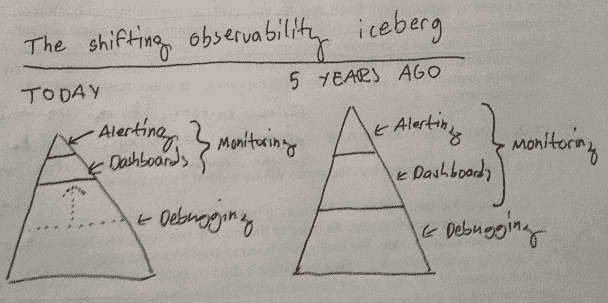 The shifting observability iceberg
TODAY
Alerting
Dashboards
Monitoring
Debugging
5 YEARS AGO
Alerting
Dashboards
Monitoring
Debugging